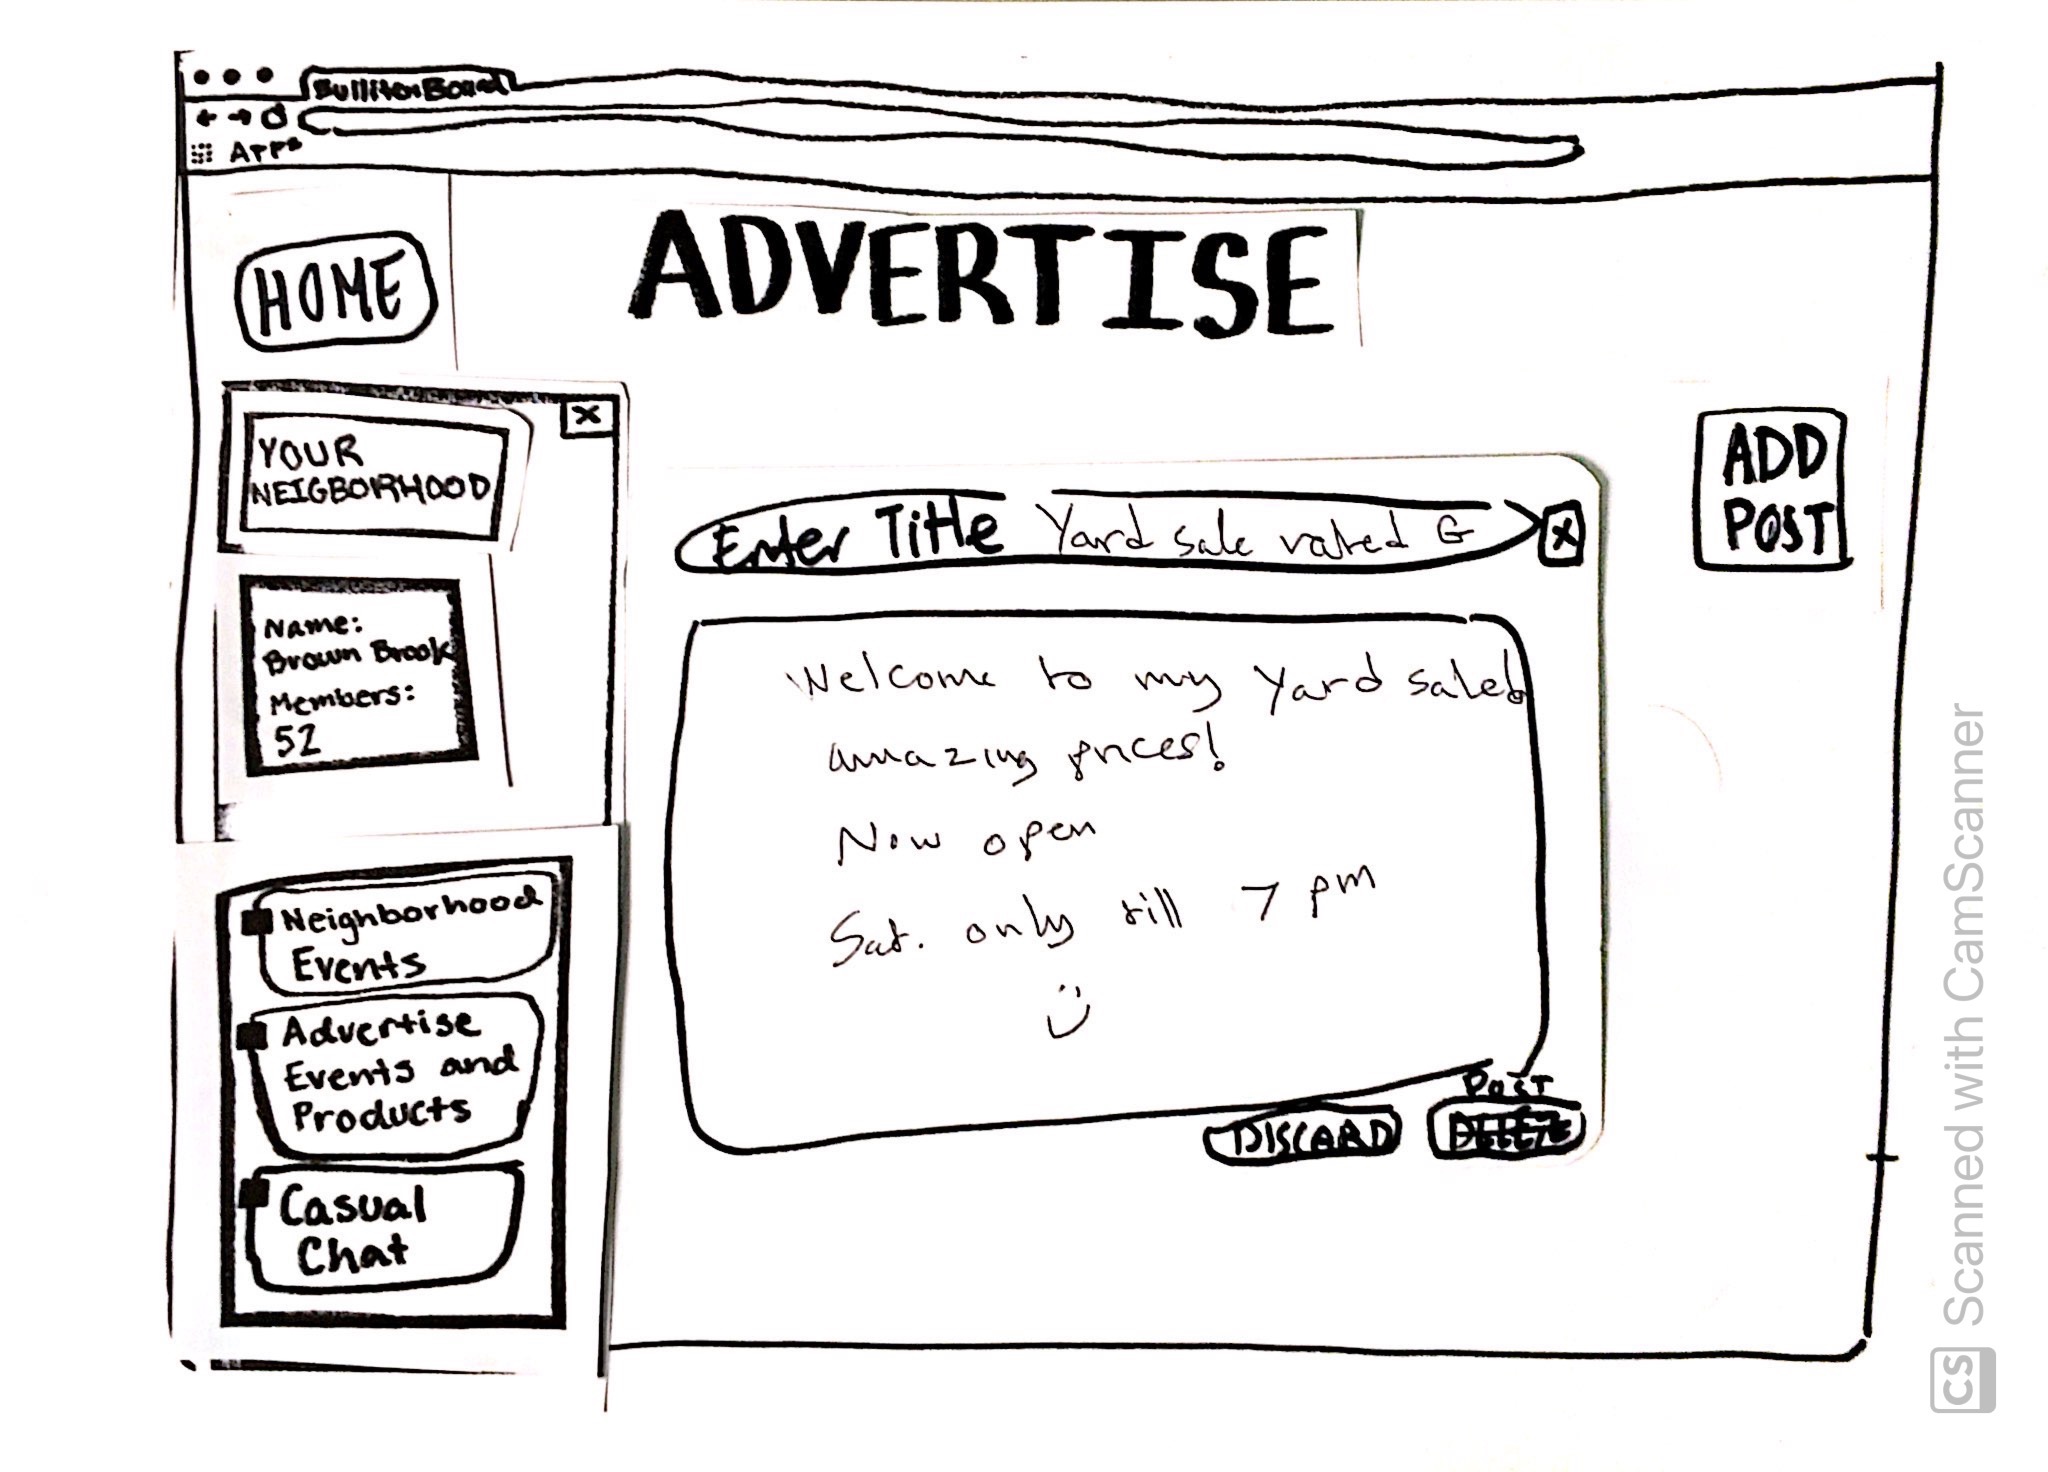 BullitonBoard
Apps
HOME
ADVERTISE
YOUR
NEIGBORHOOD
X
Name:
Brown Brook
Members:
52
Neighborhood
Events
Advertise
Events and
Products
Casual
Chat
Enter Title Yard sale rated G
X
Welcome to my Yard sale!
amazing prices!
Now open
Sat. only till 7 pm
DISCARD
POST
ADD
POST
CS Scanned with CamScanner